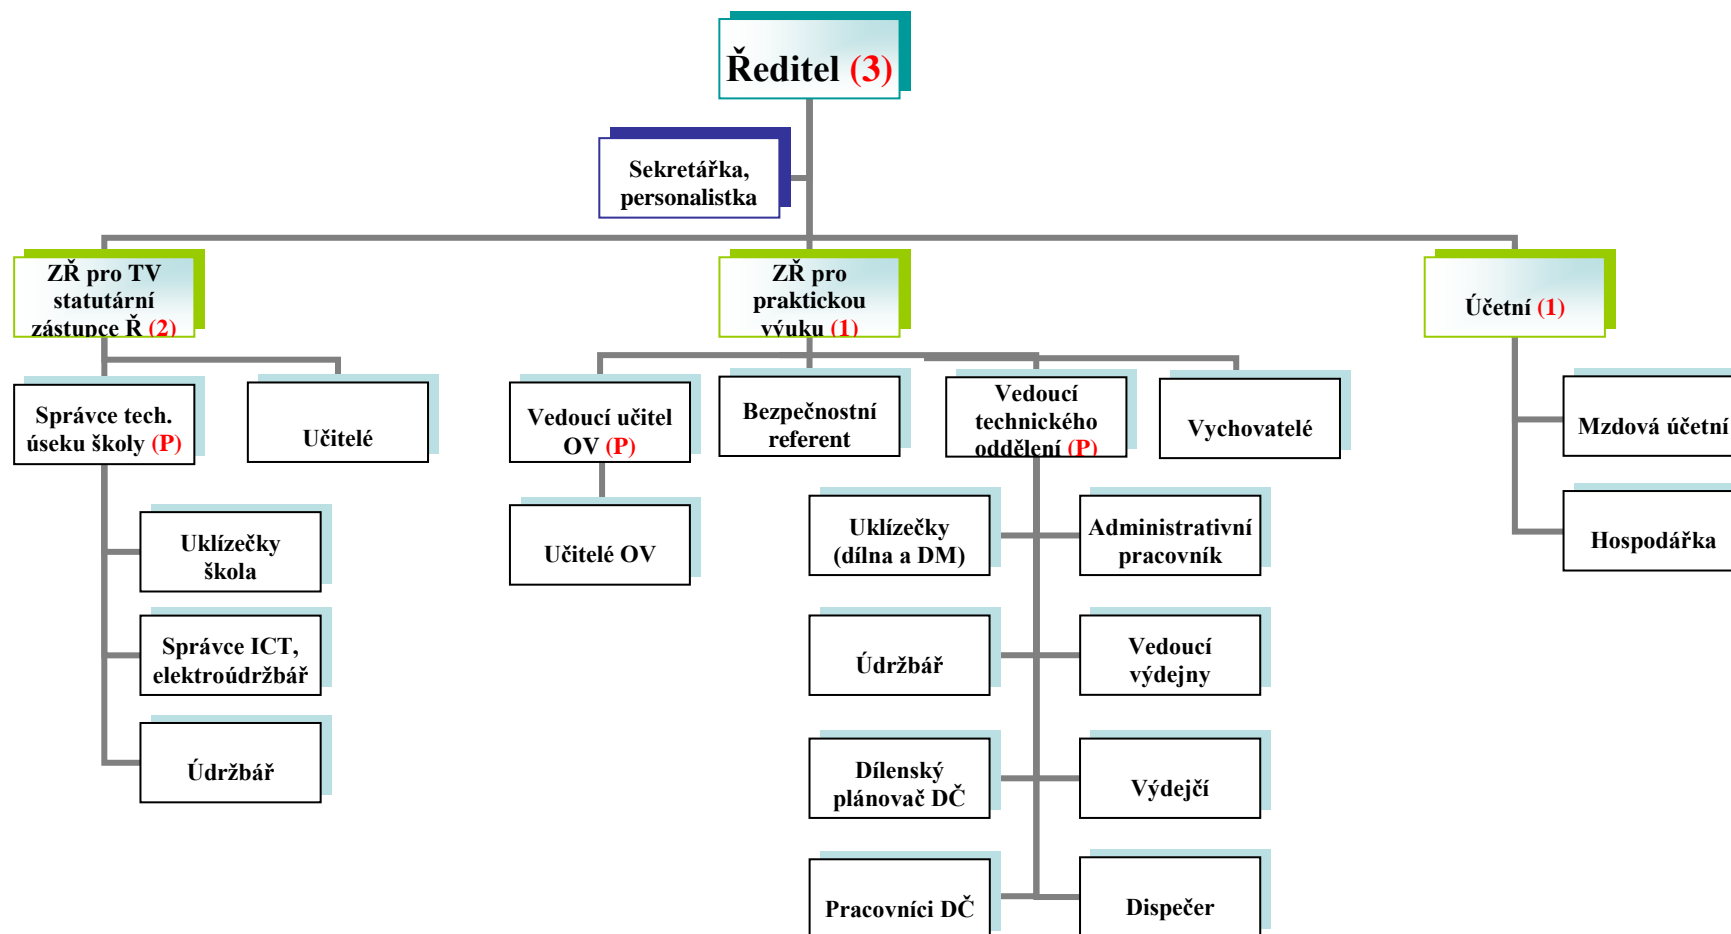 Ředitel (3)
Sekretářka,
personalistka
ZŘ pro TV
statutární
zástupce Ř (2)
ZŘ pro
praktickou
výuku (1)
Účetní (1)
Správce tech.
úseku školy (P)
Učitelé
Vedoucí učitel
OV (P)
Bezpečnostní
referent
Vedoucí
technického
oddělení (P)
Vychovatelé
Mzdová účetní
Uklízečky
škola
Učitelé OV
Uklízečky
(dílna a DM)
Administrativní
pracovník
Hospodářka
Správce ICT,
elektroúdržbář
Údržbář
Vedoucí
výdejny
Údržbář
Dílenský
plánovač DČ
Výdejčí
Pracovníci DČ
Dispečer